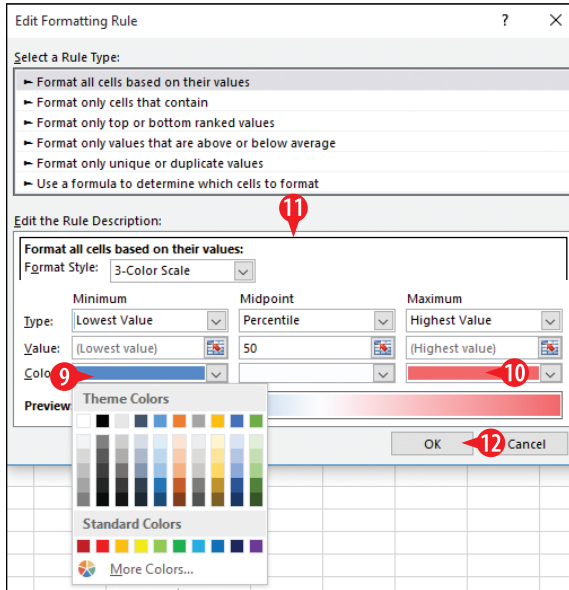 Edit Formatting Rule ? ×
Select a Rule Type:
► Format all cells based on their values
► Format only cells that contain
► Format only top or bottom ranked values
► Format only values that are above or below average
► Format only unique or duplicate values
► Use a formula to determine which cells to format
11
Edit the Rule Description:
Format all cells based on their values:
Format Style: 3-Color Scale
Minimum Midpoint Maximum
Type: Lowest Value Percentile Highest Value
Value: (Lowest value) 50 (Highest value)
Colo 9 10
Preview
Theme Colors
OK 12 Cancel
Standard Colors
More Colors...